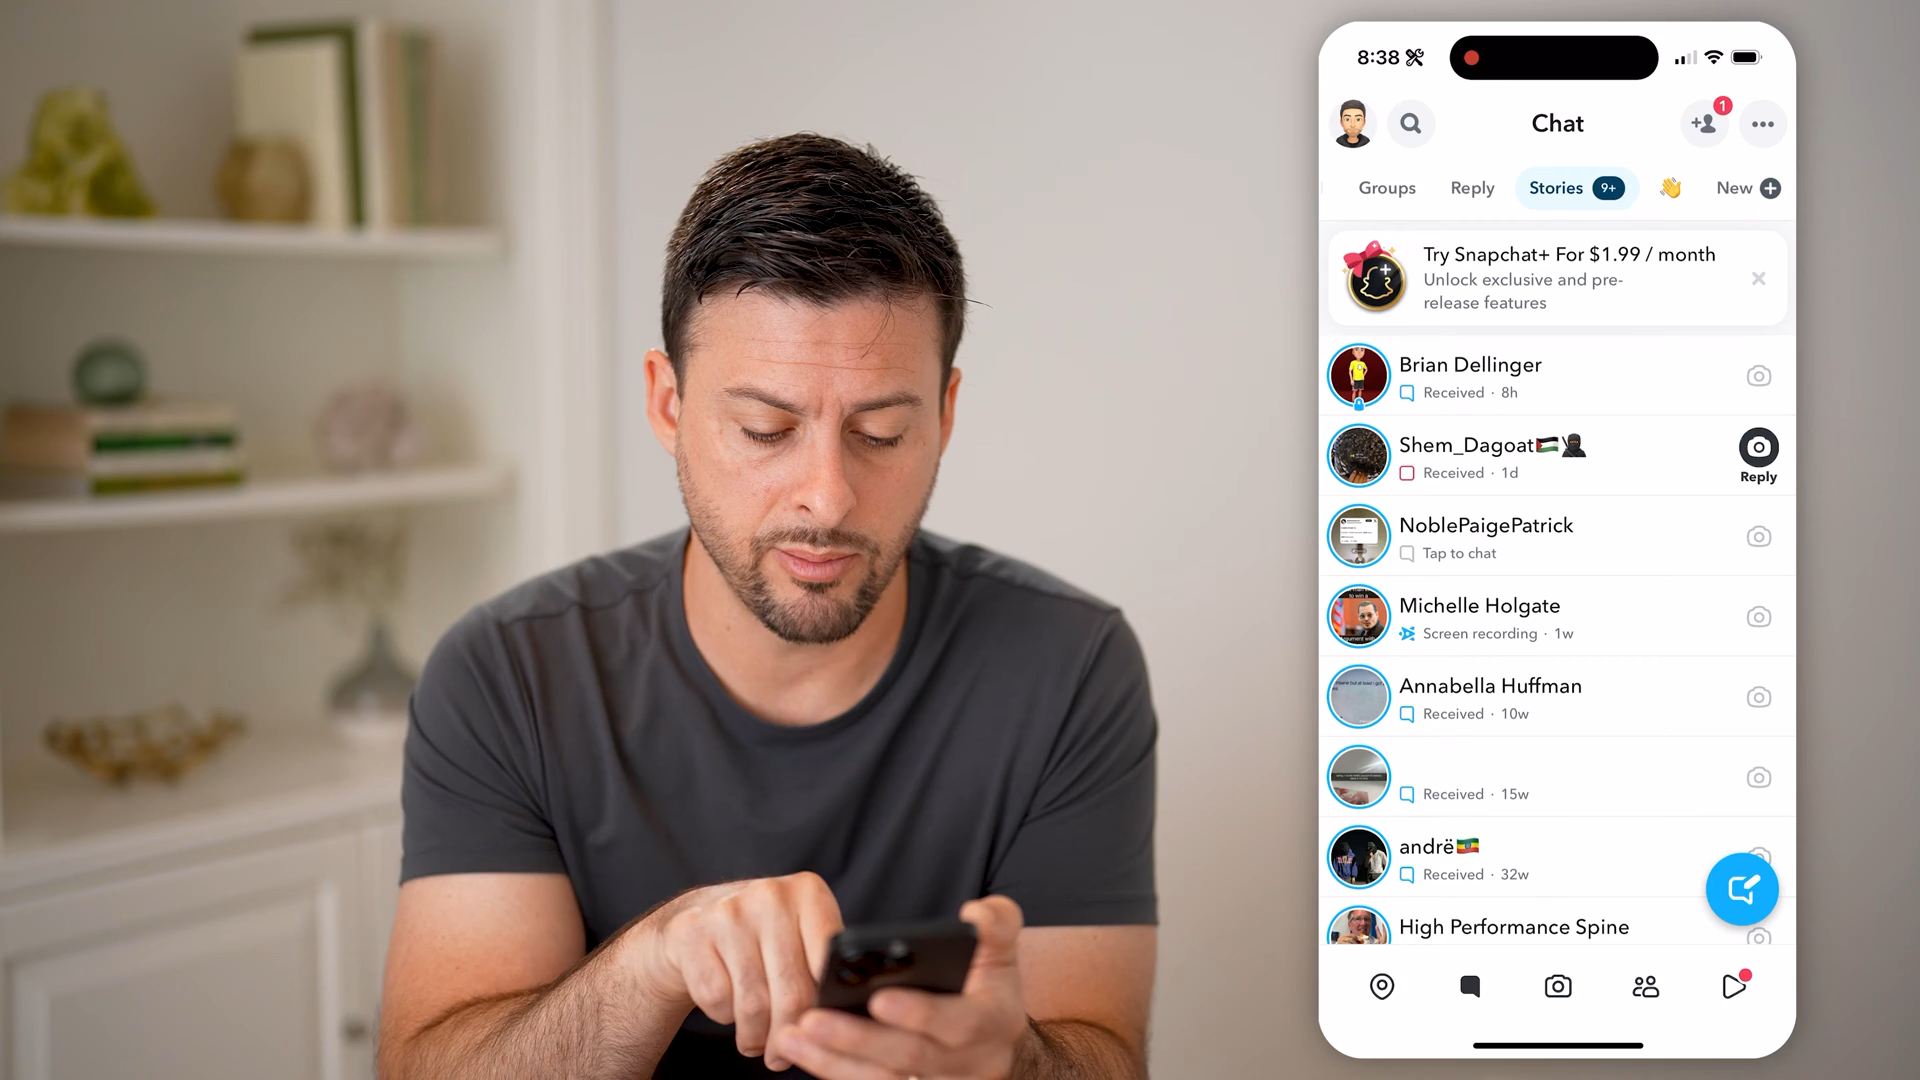 8:38
Chat
1
Groups Reply Stories 9+ New
Try Snapchat+ For $1.99 / month
Unlock exclusive and pre-
release features
Brian Dellinger
Received · 8h
Shem_Dagoat
Received · 1d
Reply
NoblePaigePatrick
Tap to chat
Michelle Holgate
Screen recording · 1w
Annabella Huffman
Received · 10w
Received · 15w
andrë
Received · 32w
High Performance Spine